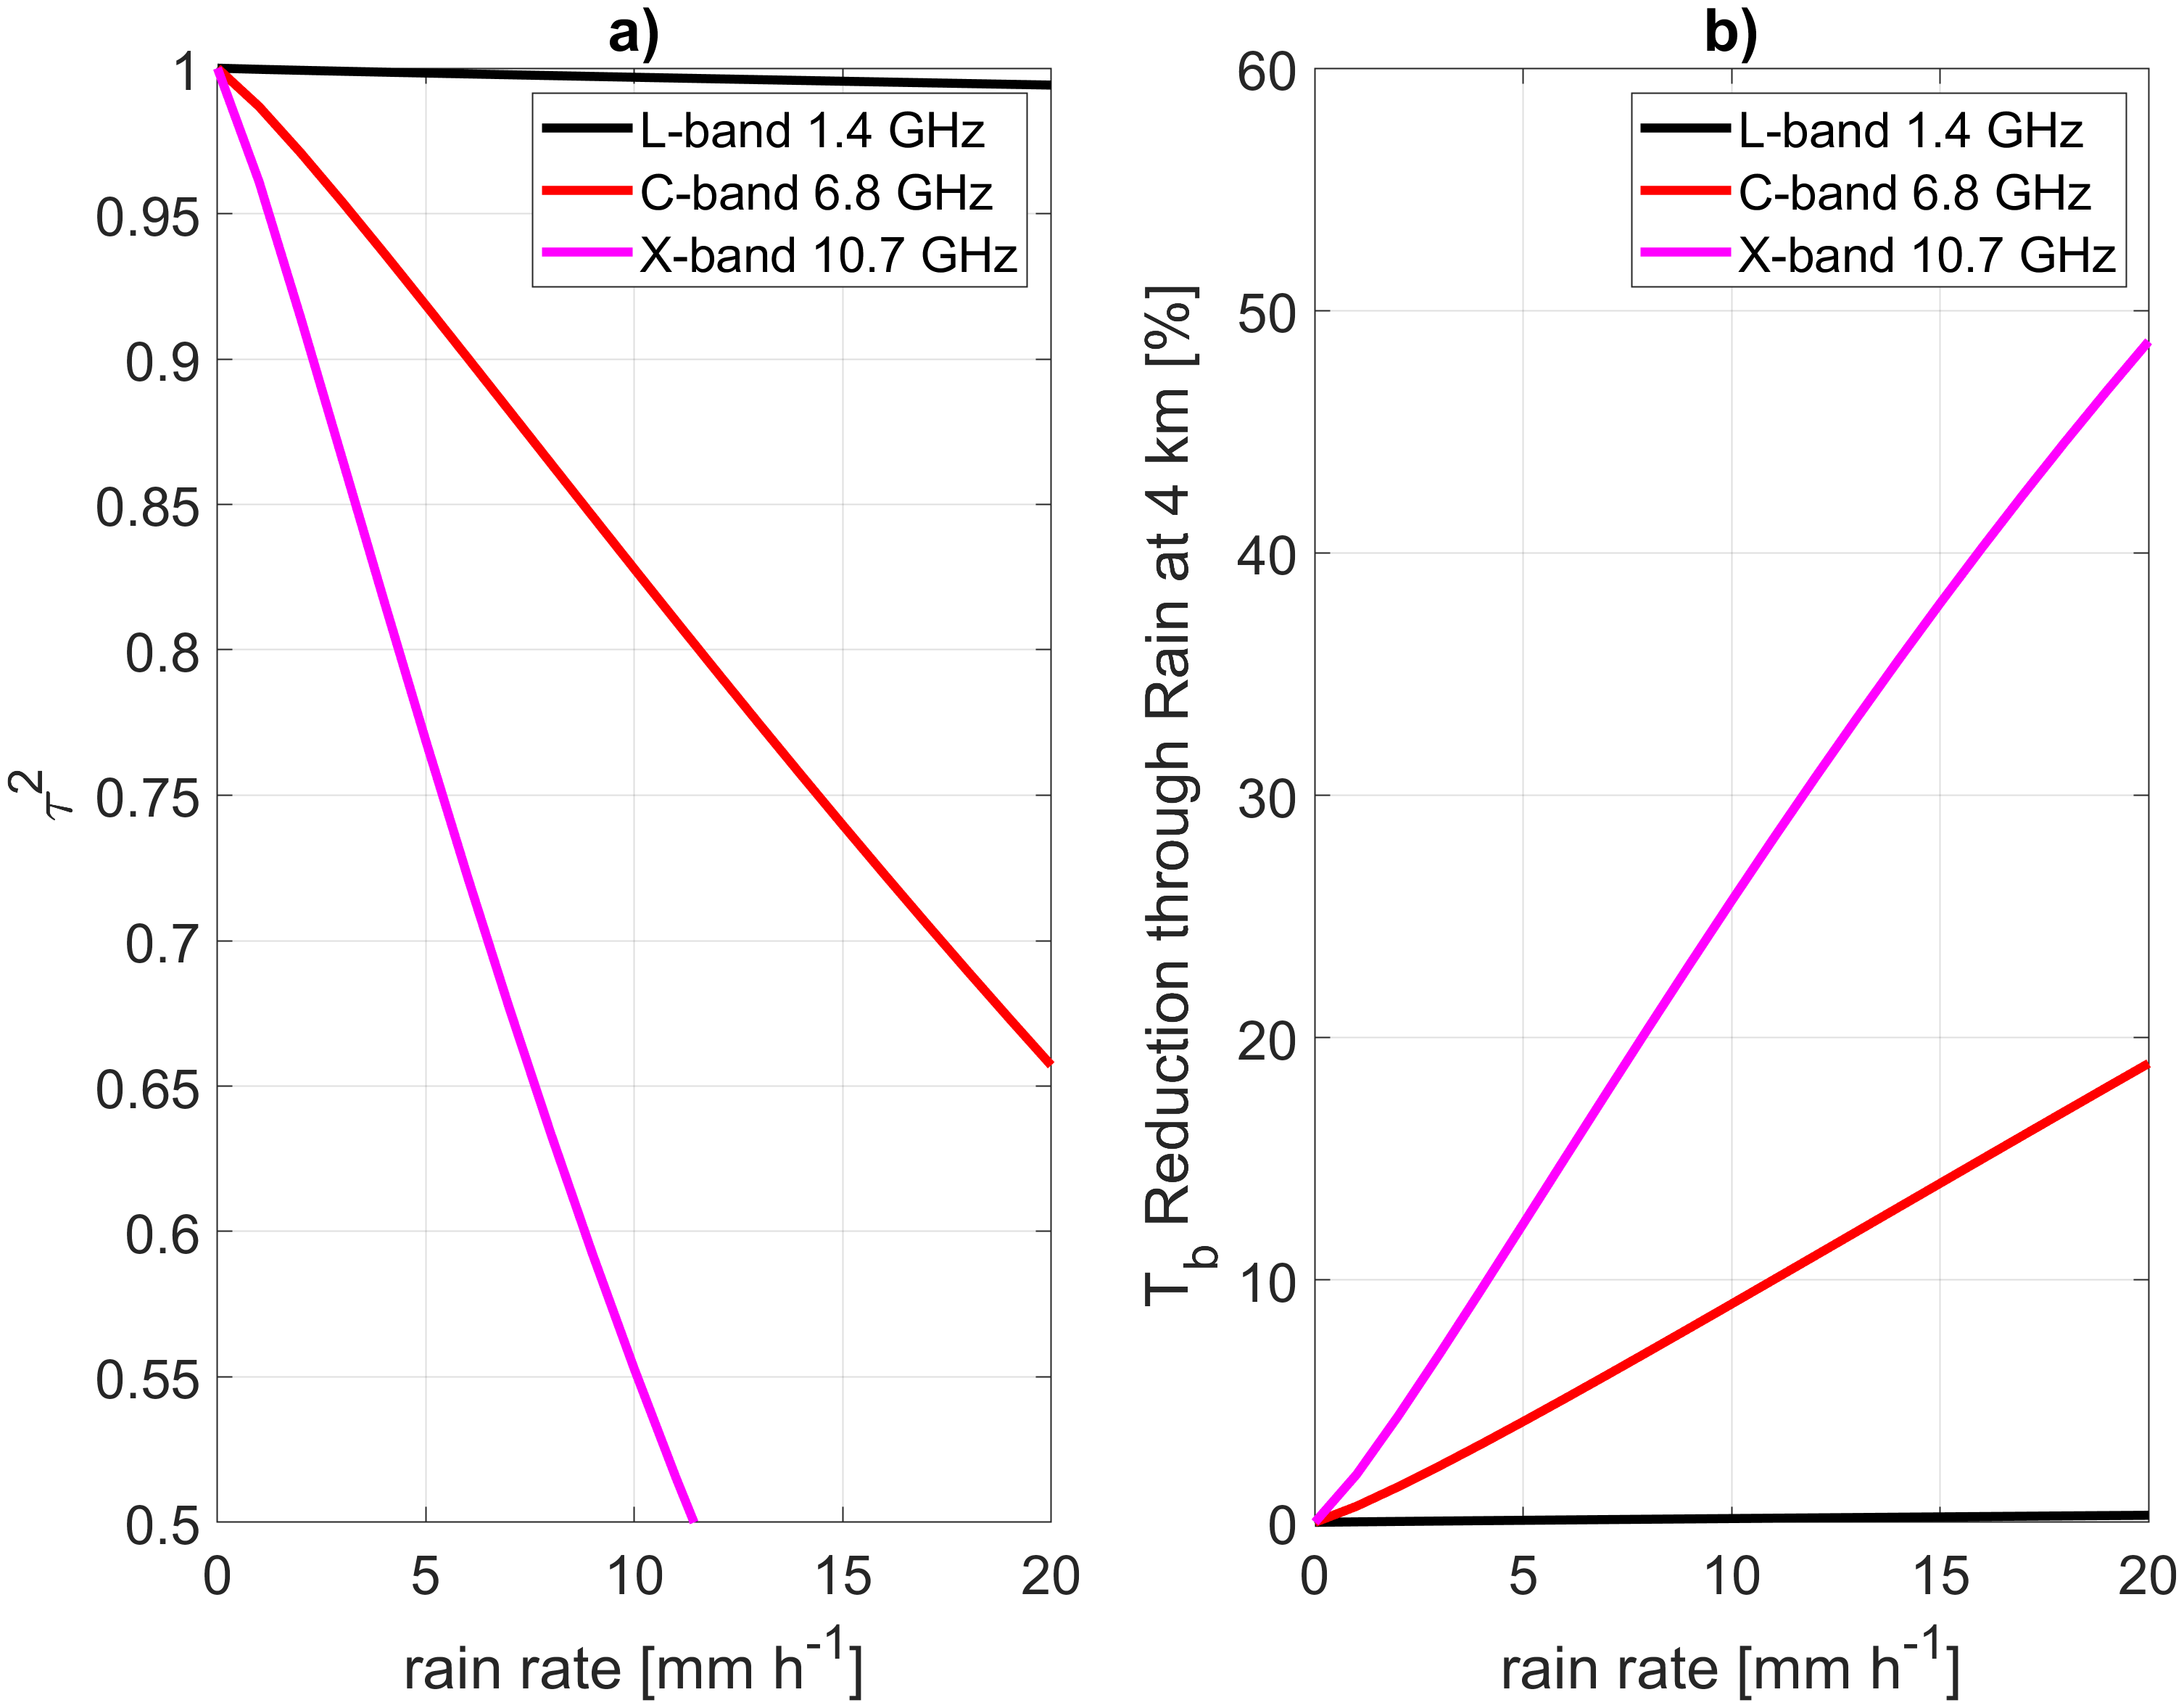 a)
1
0.95
0.9
0.85
0.8
0.75
0.7
0.65
0.6
0.55
0.5
τ²
L-band 1.4 GHz
C-band 6.8 GHz
X-band 10.7 GHz
0 5 10 15 20
rain rate [mm h⁻¹]
b)
60
50
40
30
20
10
0
T_b Reduction through Rain at 4 km [%]
L-band 1.4 GHz
C-band 6.8 GHz
X-band 10.7 GHz
0 5 10 15 20
rain rate [mm h⁻¹]